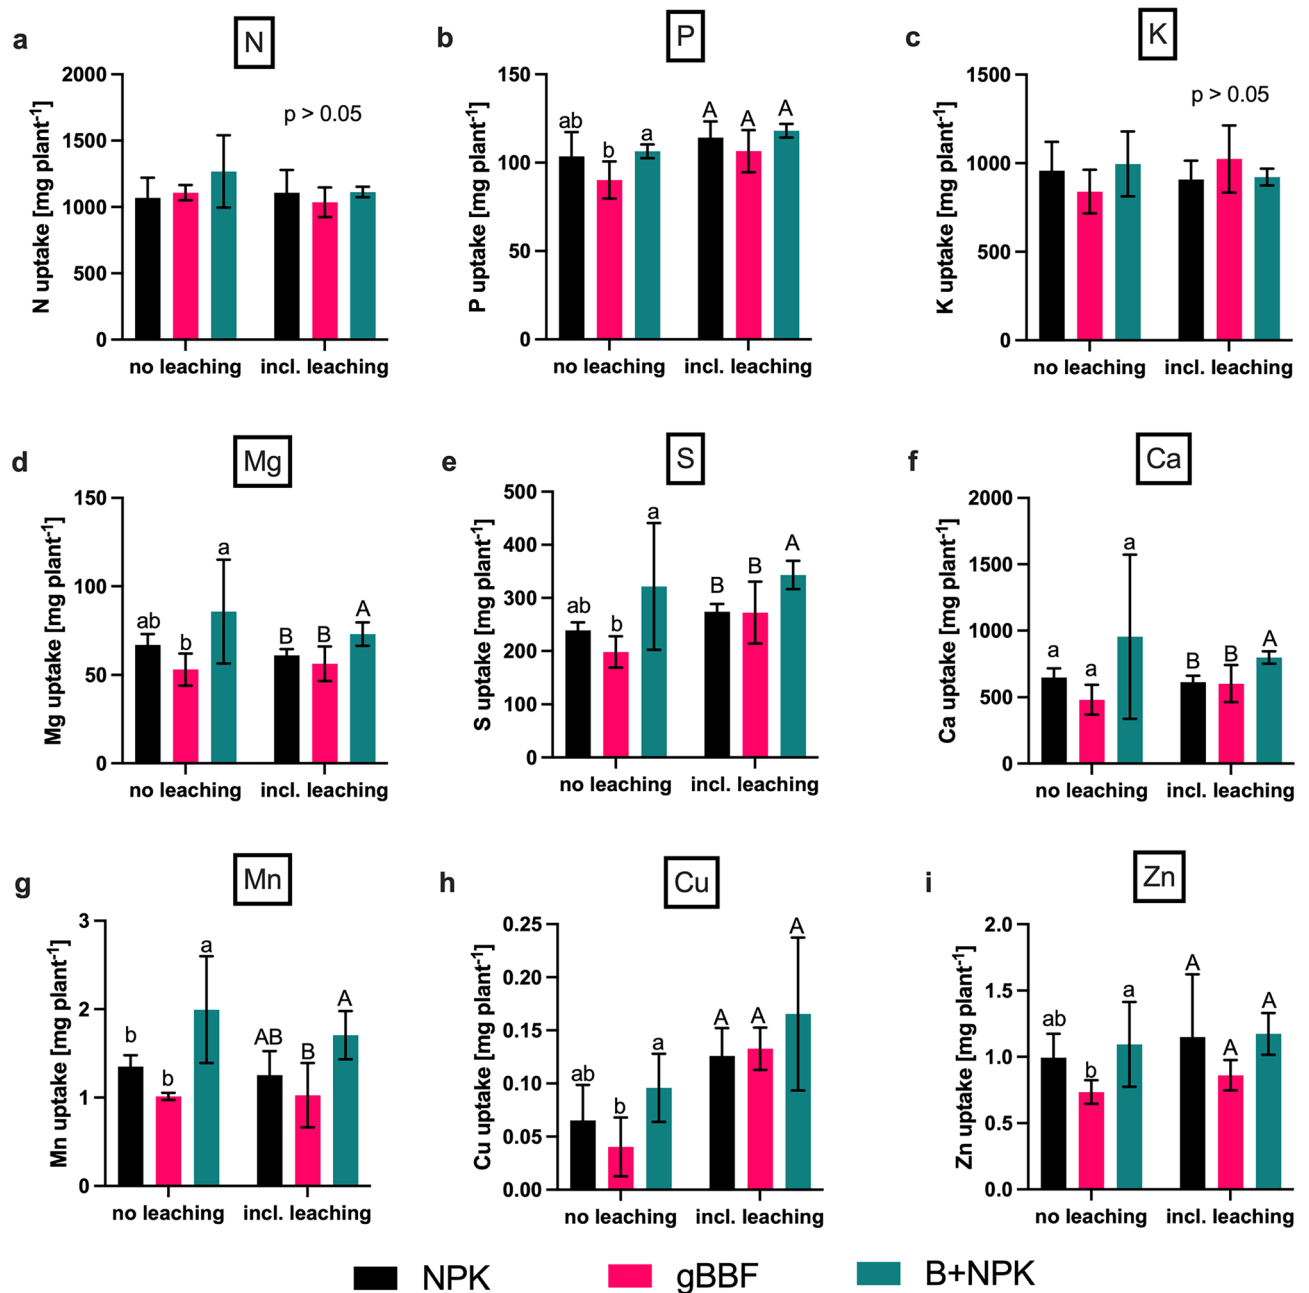 a
N
N uptake [mg plant-1]
2000
1500
1000
500
0
p > 0.05
no leaching
incl. leaching
b
P
P uptake [mg plant-1]
150
100
50
0
ab
b
a
A
A
A
no leaching
incl. leaching
c
K
K uptake [mg plant-1]
1500
1000
500
0
p > 0.05
no leaching
incl. leaching
d
Mg
Mg uptake [mg plant-1]
150
100
50
0
ab
b
a
B
B
A
no leaching
incl. leaching
e
S
S uptake [mg plant-1]
500
400
300
200
100
0
ab
b
a
B
B
A
no leaching
incl. leaching
f
Ca
Ca uptake [mg plant-1]
2000
1500
1000
500
0
a
a
a
B
B
A
no leaching
incl. leaching
g
Mn
Mn uptake [mg plant-1]
3
2
1
0
b
b
a
AB
B
A
no leaching
incl. leaching
h
Cu
Cu uptake [mg plant-1]
0.25
0.20
0.15
0.10
0.05
0.00
ab
b
a
A
A
A
no leaching
incl. leaching
i
Zn
Zn uptake [mg plant-1]
2.0
1.5
1.0
0.5
0.0
ab
b
a
A
A
A
no leaching
incl. leaching
NPK
gBBF
B+NPK